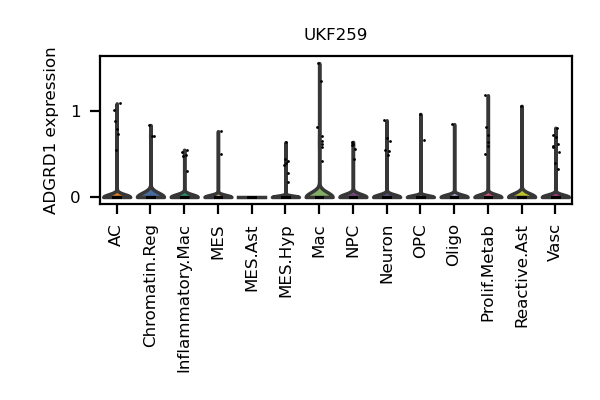 UKF259
ADGRD1 expression
1
0
AC
Chromatin.Reg
Inflammatory.Mac
MES
MES.Ast
MES.Hyp
Mac
NPC
Neuron
OPC
Oligo
Prolif.Metab
Reactive.Ast
Vasc